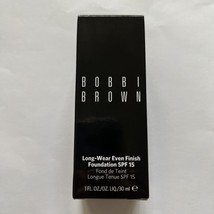 BOBBI
BROWN
Long-Wear Even Finish
Foundation SPF 15
Fond de Teint
Longue Tenue SPF 15
1 FL.OZ./OZ.LIQ/30 ml ℮